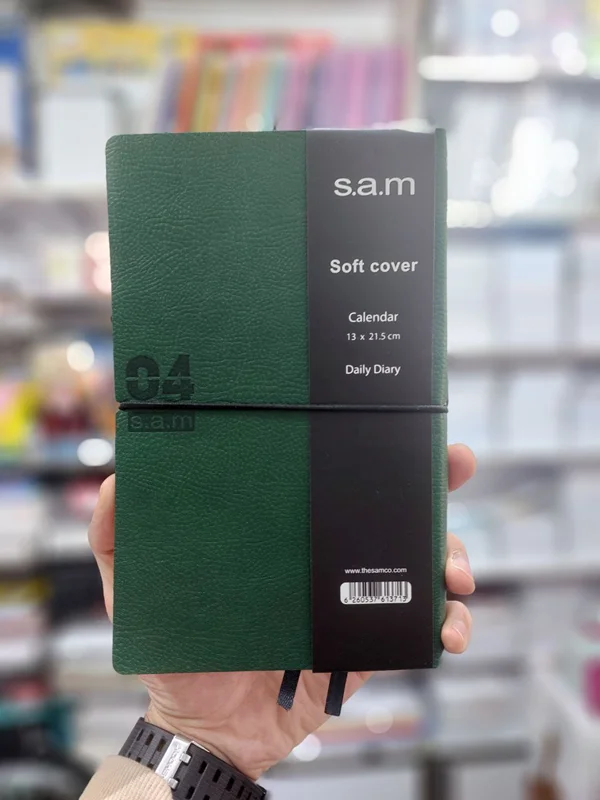 s.a.m
Soft cover
Calendar
13 x 21.5 cm
Daily Diary
04
s.a.m
www.thesamco.com